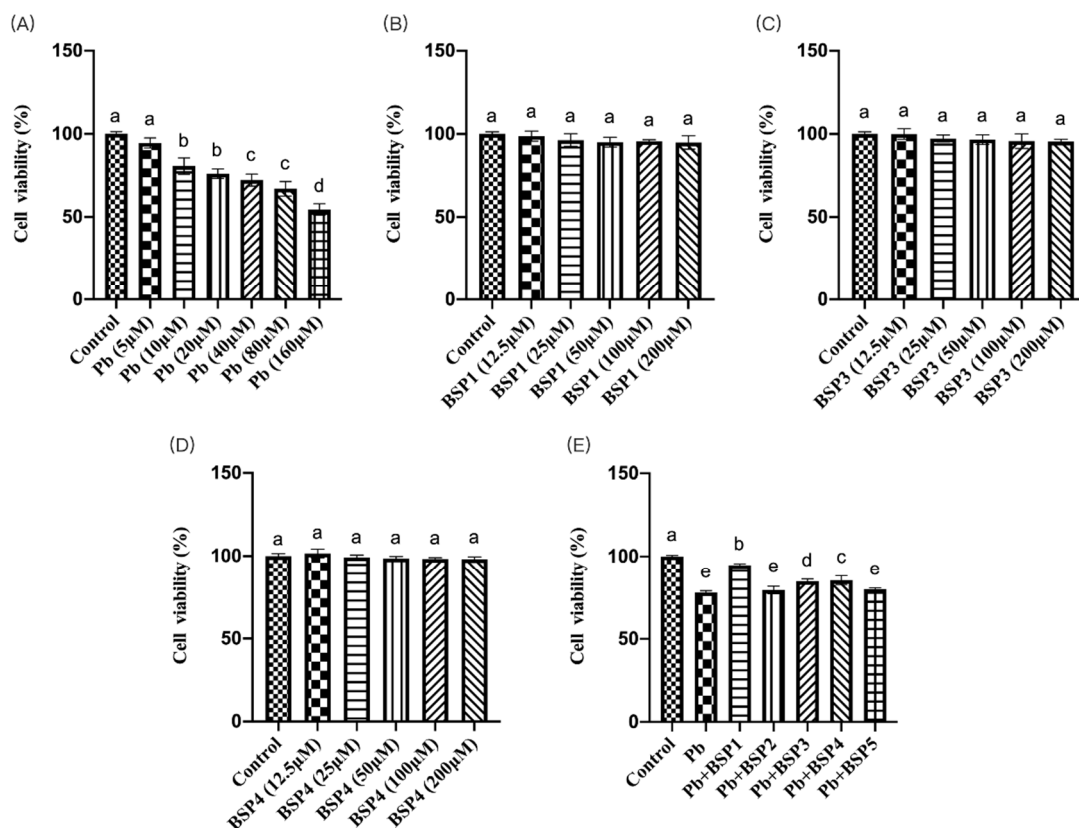 (A)
150
100
50
0
Cell viability (%)
a
a
b
b
c
c
d
Control
Pb (5μM)
Pb (10μM)
Pb (20μM)
Pb (40μM)
Pb (80μM)
Pb (160μM)
(B)
150
100
50
0
Cell viability (%)
a
a
a
a
a
a
Control
BSP1 (12.5μM)
BSP1 (25μM)
BSP1 (50μM)
BSP1 (100μM)
BSP1 (200μM)
(C)
150
100
50
0
Cell viability (%)
a
a
a
a
a
a
Control
BSP3 (12.5μM)
BSP3 (25μM)
BSP3 (50μM)
BSP3 (100μM)
BSP3 (200μM)
(D)
150
100
50
0
Cell viability (%)
a
a
a
a
a
a
Control
BSP4 (12.5μM)
BSP4 (25μM)
BSP4 (50μM)
BSP4 (100μM)
BSP4 (200μM)
(E)
150
100
50
0
Cell viability (%)
a
e
b
e
d
c
e
Control
Pb
Pb+BSP1
Pb+BSP2
Pb+BSP3
Pb+BSP4
Pb+BSP5